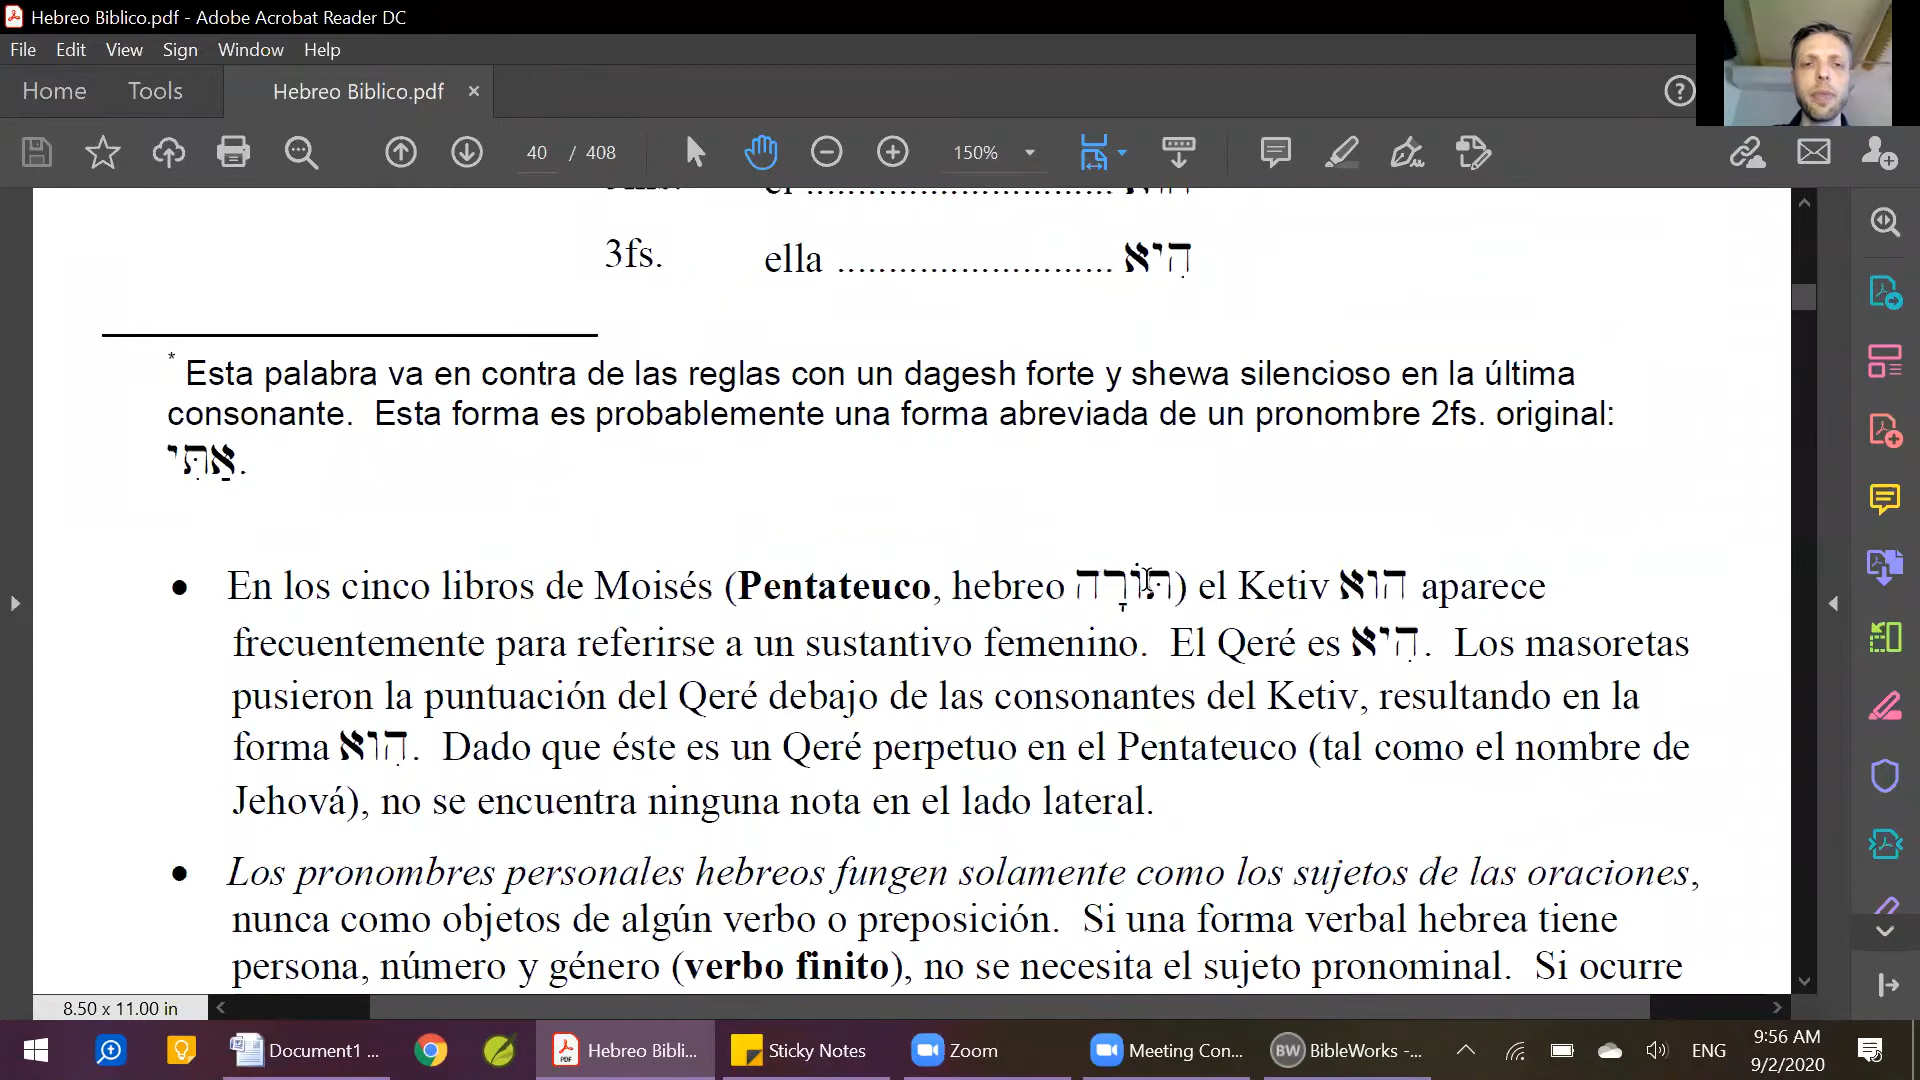 Hebreo Biblico.pdf - Adobe Acrobat Reader DC
File Edit View Sign Window Help
Home Tools Hebreo Biblico.pdf ×
40 / 408 150%
3fs. ella ........................... הִיא
* Esta palabra va en contra de las reglas con un dagesh forte y shewa silencioso en la última
consonante. Esta forma es probablemente una forma abreviada de un pronombre 2fs. original:
אַתְּי.
• En los cinco libros de Moisés (Pentateuco, hebreo תּוֹרָה) el Ketiv הוא aparece
frecuentemente para referirse a un sustantivo femenino. El Qeré es הִיא. Los masoretas
pusieron la puntuación del Qeré debajo de las consonantes del Ketiv, resultando en la
forma הִוא. Dado que éste es un Qeré perpetuo en el Pentateuco (tal como el nombre de
Jehová), no se encuentra ninguna nota en el lado lateral.
• Los pronombres personales hebreos fungen solamente como los sujetos de las oraciones,
nunca como objetos de algún verbo o preposición. Si una forma verbal hebrea tiene
persona, número y género (verbo finito), no se necesita el sujeto pronominal. Si ocurre
8.50 x 11.00 in
Document1 ... Hebreo Bibli... Sticky Notes Zoom Meeting Con... BW BibleWorks -... ENG 9:56 AM
9/2/2020